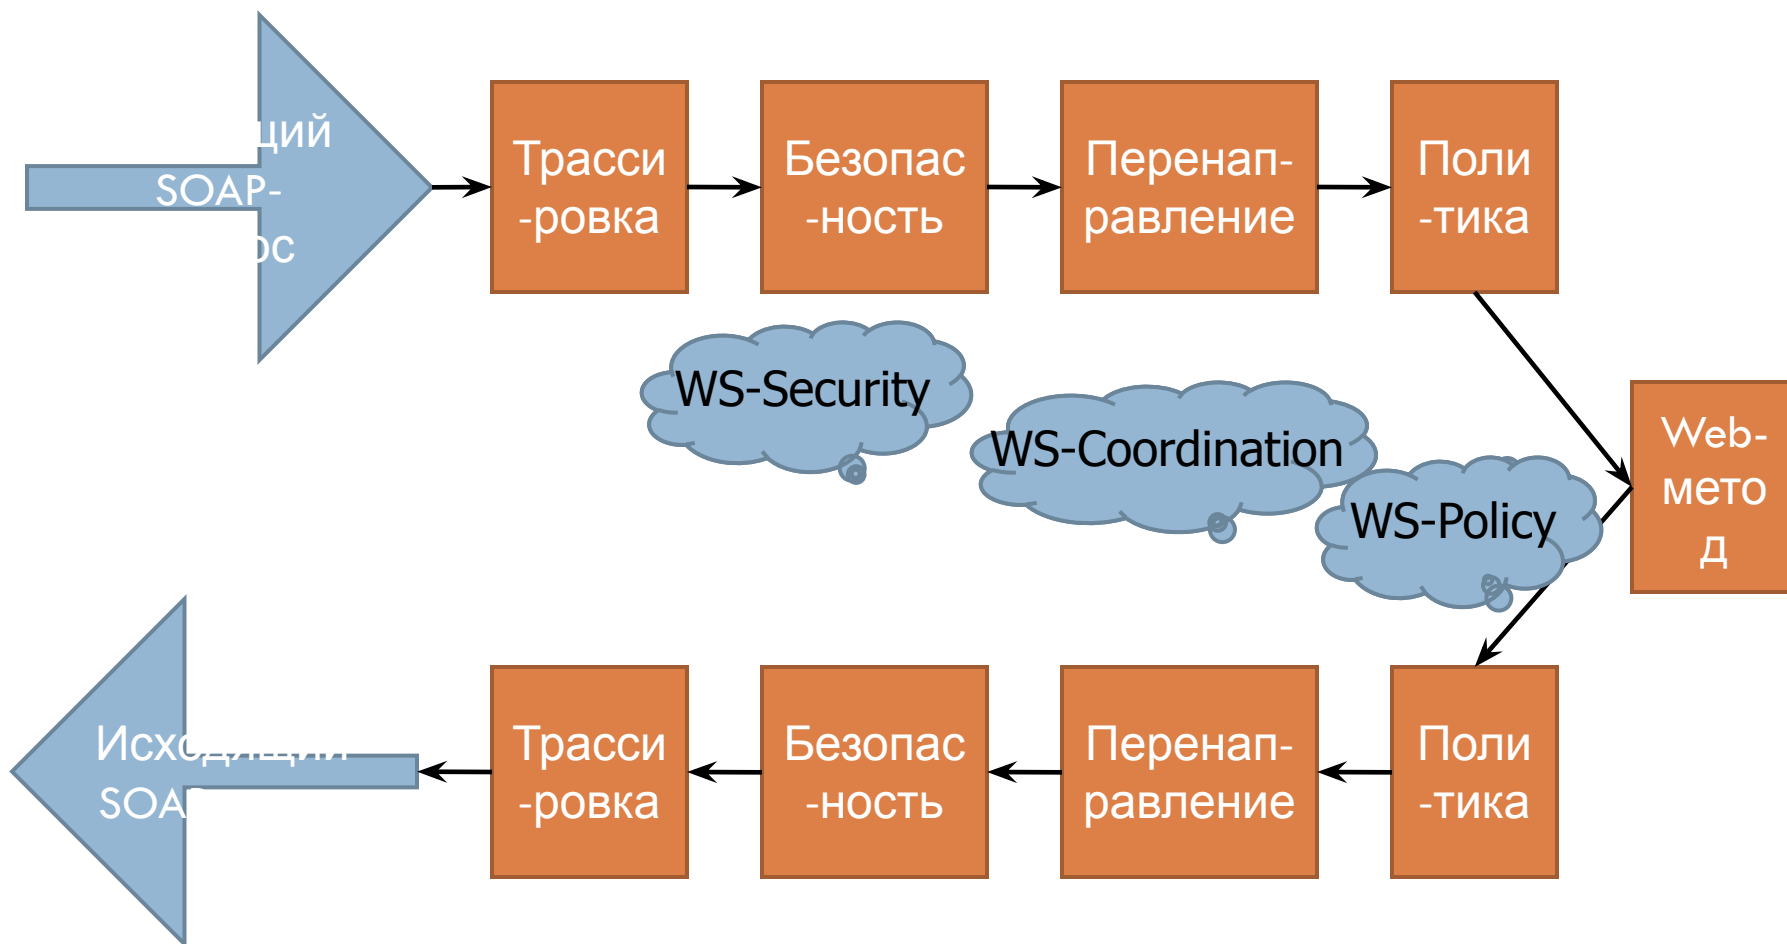 щий
SOAP-
ос
Трасси
-ровка
Безопас
-ность
Перенап-
равление
Поли
-тика
WS-Security
WS-Coordination
WS-Policy
Web-
мето
д
Исходящий
SOA
Трасси
-ровка
Безопас
-ность
Перенап-
равление
Поли
-тика